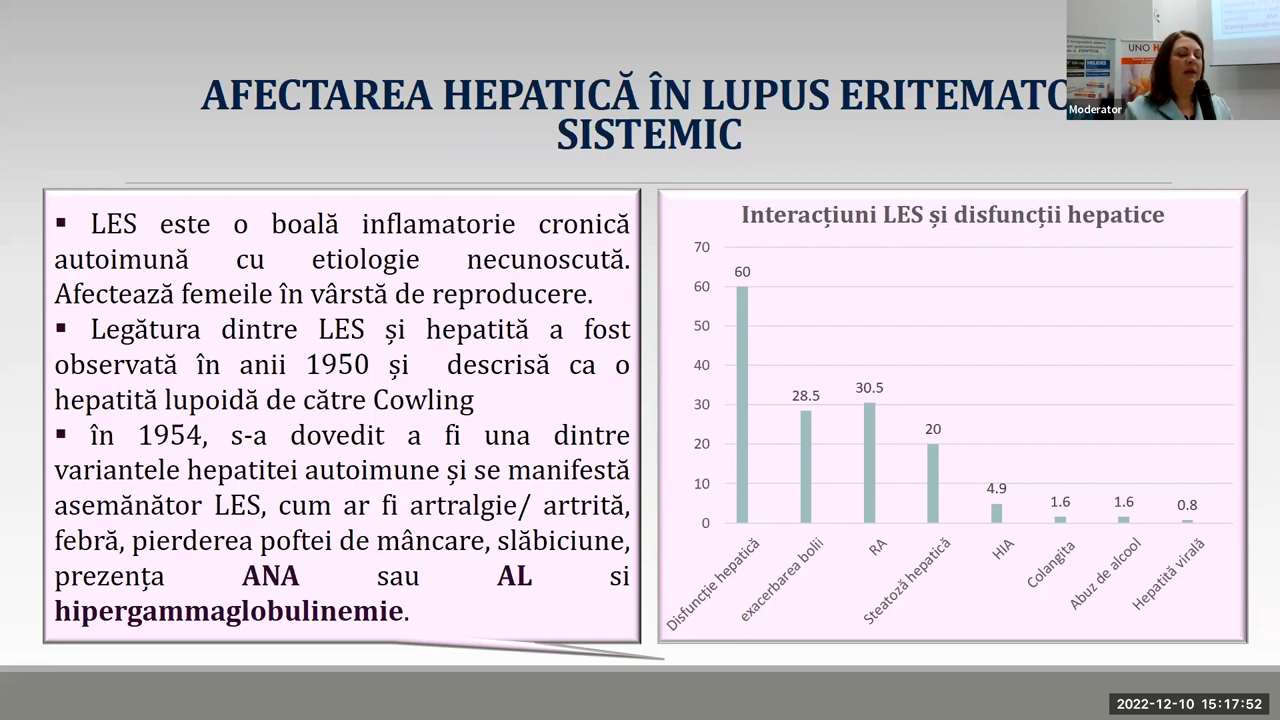 AFECTAREA HEPATICĂ ÎN LUPUS ERITEMATO
SISTEMIC
UNO
Moderator
▪ LES este o boală inflamatorie cronică
autoimună cu etiologie necunoscută.
Afectează femeile în vârstă de reproducere.
▪ Legătura dintre LES și hepatită a fost
observată în anii 1950 și descrisă ca o
hepatită lupoidă de către Cowling
▪ în 1954, s-a dovedit a fi una dintre
variantele hepatitei autoimune și se manifestă
asemănător LES, cum ar fi artralgie/ artrită,
febră, pierderea poftei de mâncare, slăbiciune,
prezența ANA sau AL si
hipergammaglobulinemie.
Interacțiuni LES și disfuncții hepatice
70
60
50
40
30
20
10
0
60
28.5
30.5
20
4.9
1.6
1.6
0.8
Disfuncție hepatică
exacerbarea bolii
RA
Steatoză hepatică
HIA
Colangita
Abuz de alcool
Hepatită virală
2022-12-10 15:17:52